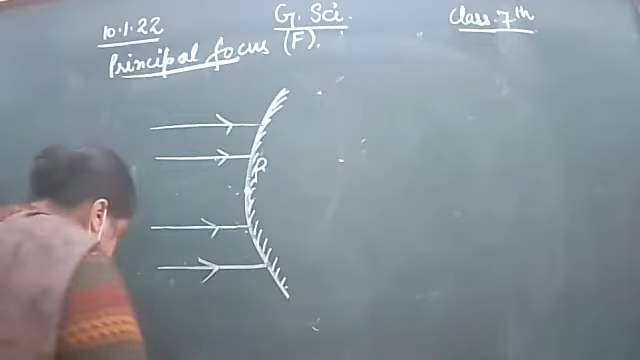 10.1.22
G. Sci.
Class. 7th
Principal focus (F).
P